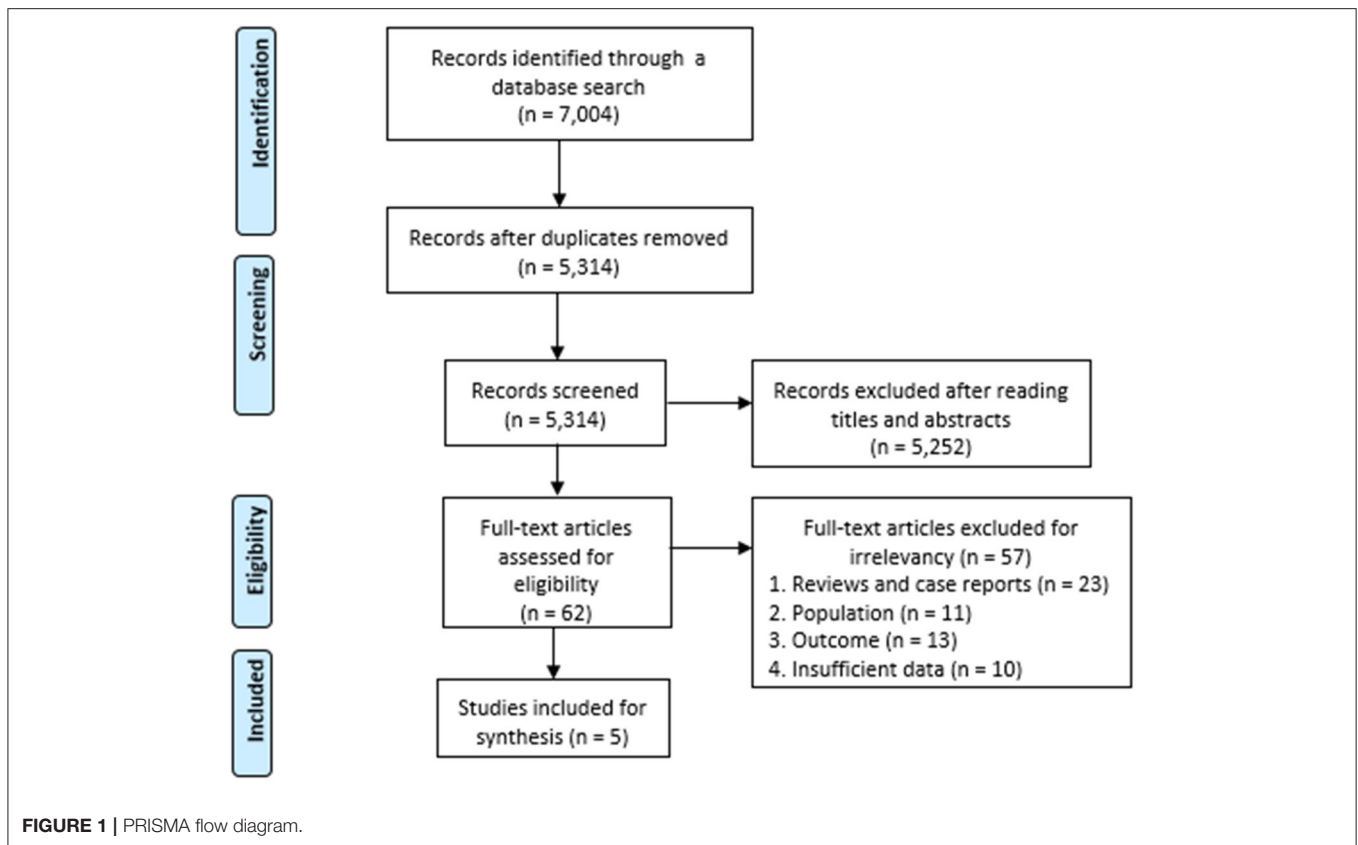 Identification
Records identified through a
database search
(n = 7,004)
Records after duplicates removed
(n = 5,314)
Screening
Records screened
(n = 5,314)
Records excluded after reading
titles and abstracts
(n = 5,252)
Eligibility
Full-text articles
assessed for
eligibility
(n = 62)
Full-text articles excluded for
irrelevancy (n = 57)
1. Reviews and case reports (n = 23)
2. Population (n = 11)
3. Outcome (n = 13)
4. Insufficient data (n = 10)
Included
Studies included for
synthesis (n = 5)
FIGURE 1 | PRISMA flow diagram.